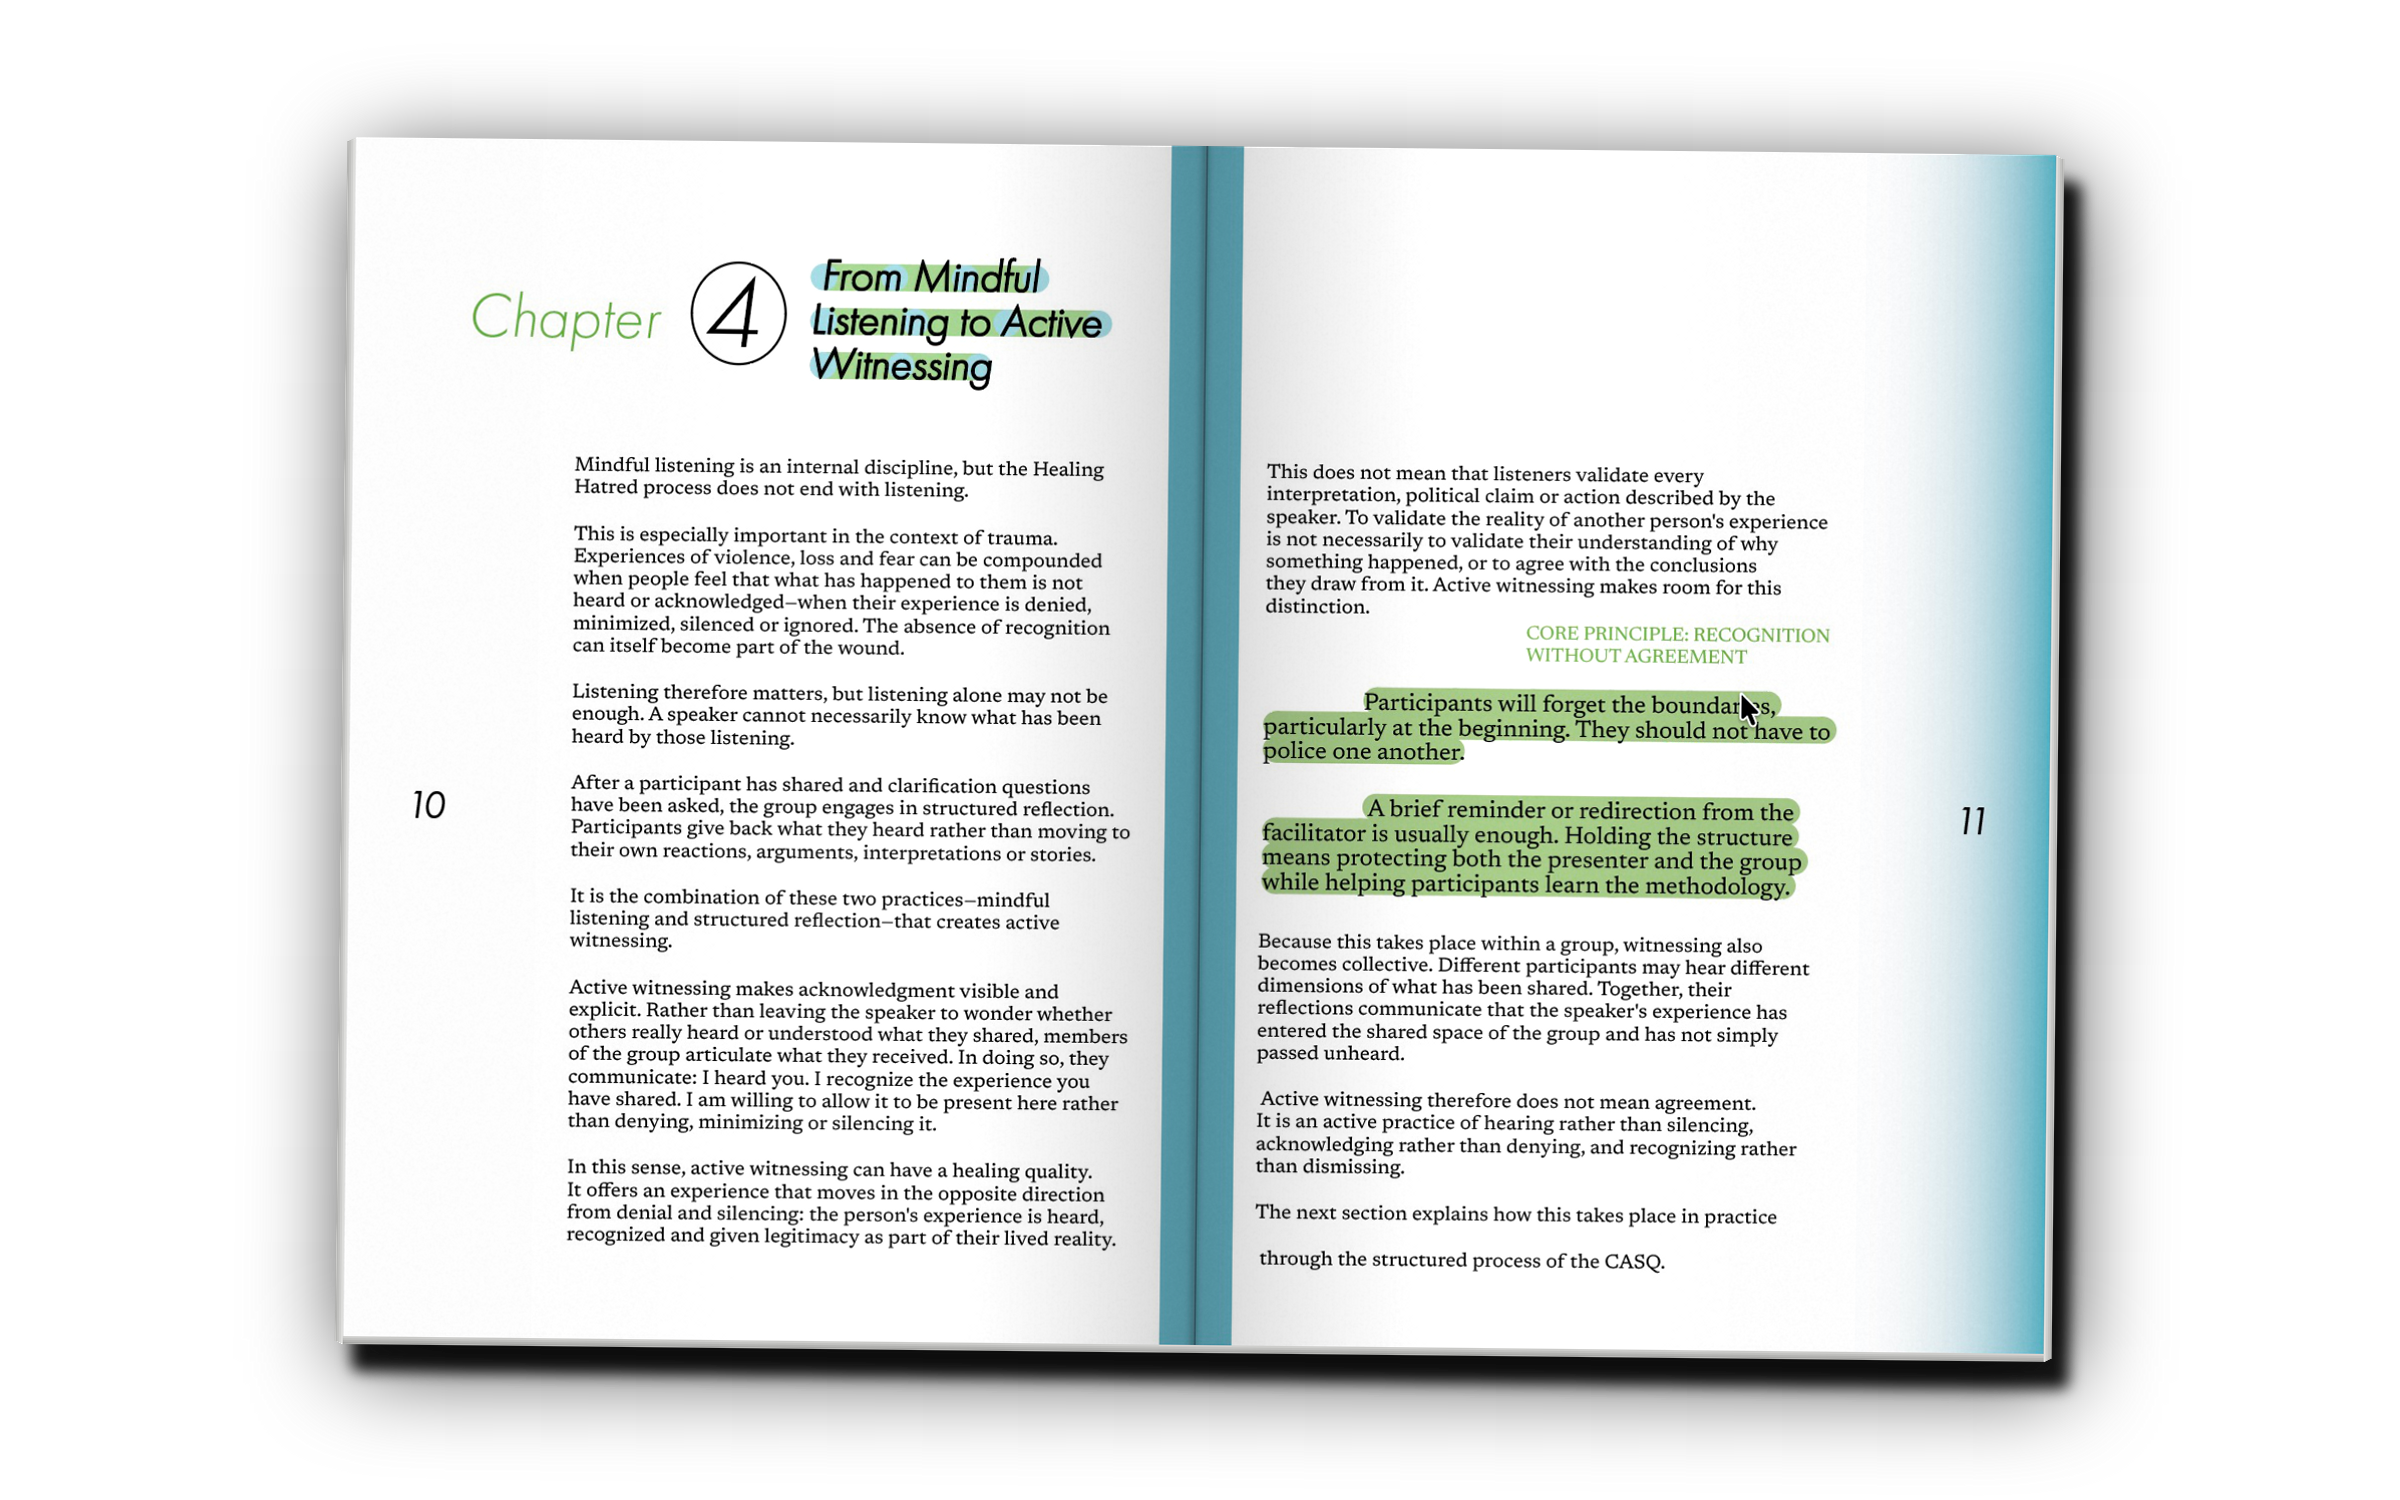 Chapter 4 From Mindful
Listening to Active
Witnessing
Mindful listening is an internal discipline, but the Healing
Hatred process does not end with listening.
This is especially important in the context of trauma.
Experiences of violence, loss and fear can be compounded
when people feel that what has happened to them is not
heard or acknowledged—when their experience is denied,
minimized, silenced or ignored. The absence of recognition
can itself become part of the wound.
Listening therefore matters, but listening alone may not be
enough. A speaker cannot necessarily know what has been
heard by those listening.
After a participant has shared and clarification questions
have been asked, the group engages in structured reflection.
Participants give back what they heard rather than moving to
their own reactions, arguments, interpretations or stories.
It is the combination of these two practices—mindful
listening and structured reflection—that creates active
witnessing.
Active witnessing makes acknowledgment visible and
explicit. Rather than leaving the speaker to wonder whether
others really heard or understood what they shared, members
of the group articulate what they received. In doing so, they
communicate: I heard you. I recognize the experience you
have shared. I am willing to allow it to be present here rather
than denying, minimizing or silencing it.
In this sense, active witnessing can have a healing quality.
It offers an experience that moves in the opposite direction
from denial and silencing: the person's experience is heard,
recognized and given legitimacy as part of their lived reality.
10
This does not mean that listeners validate every
interpretation, political claim or action described by the
speaker. To validate the reality of another person's experience
is not necessarily to validate their understanding of why
something happened, or to agree with the conclusions
they draw from it. Active witnessing makes room for this
distinction.
CORE PRINCIPLE: RECOGNITION
WITHOUT AGREEMENT
Participants will forget the boundaries,
particularly at the beginning. They should not have to
police one another.
A brief reminder or redirection from the
facilitator is usually enough. Holding the structure
means protecting both the presenter and the group
while helping participants learn the methodology.
Because this takes place within a group, witnessing also
becomes collective. Different participants may hear different
dimensions of what has been shared. Together, their
reflections communicate that the speaker's experience has
entered the shared space of the group and has not simply
passed unheard.
Active witnessing therefore does not mean agreement.
It is an active practice of hearing rather than silencing,
acknowledging rather than denying, and recognizing rather
than dismissing.
The next section explains how this takes place in practice
through the structured process of the CASQ.
11